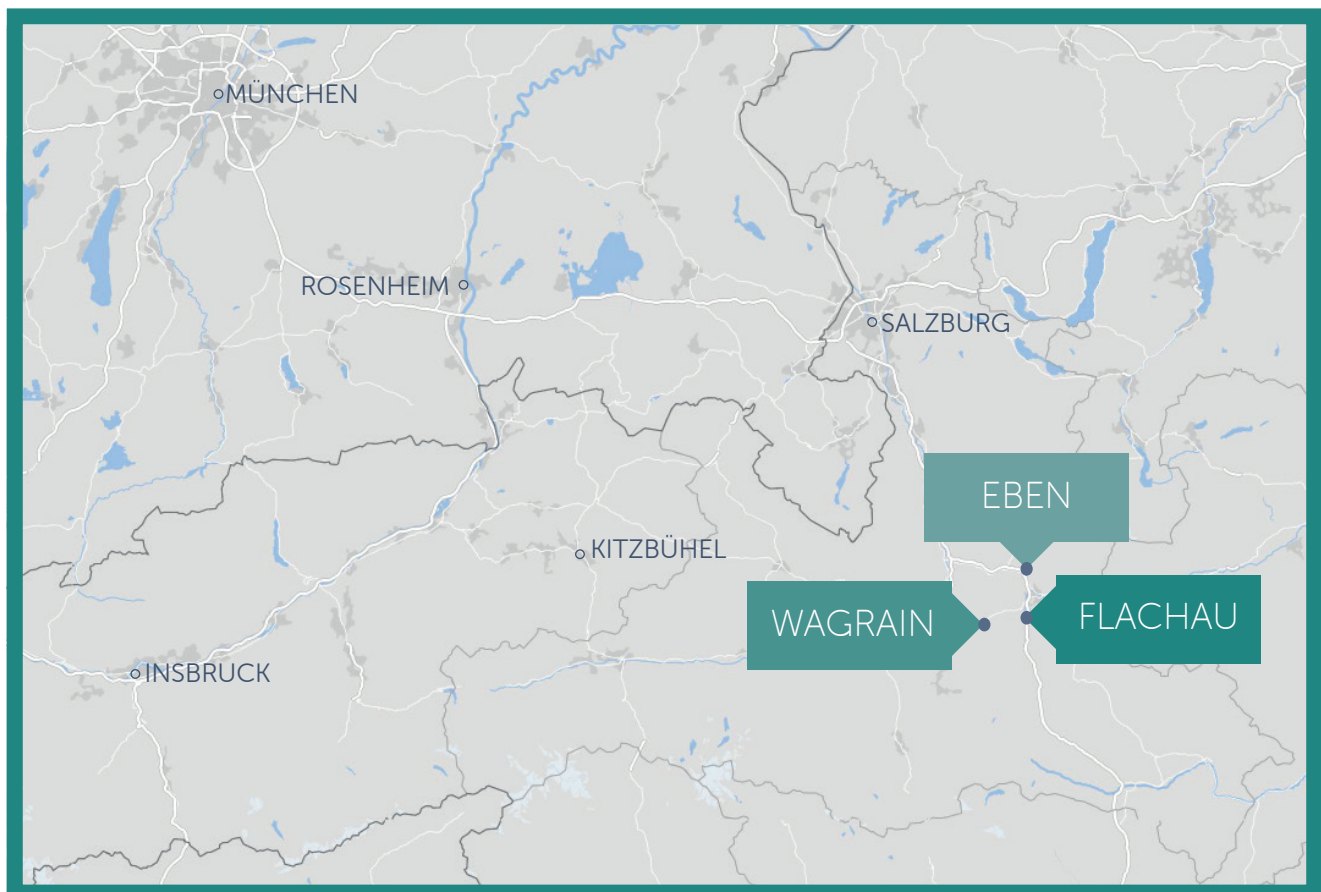 MÜNCHEN
ROSENHEIM
SALZBURG
EBEN
KITZBÜHEL
WAGRAIN
FLACHAU
INSBRUCK